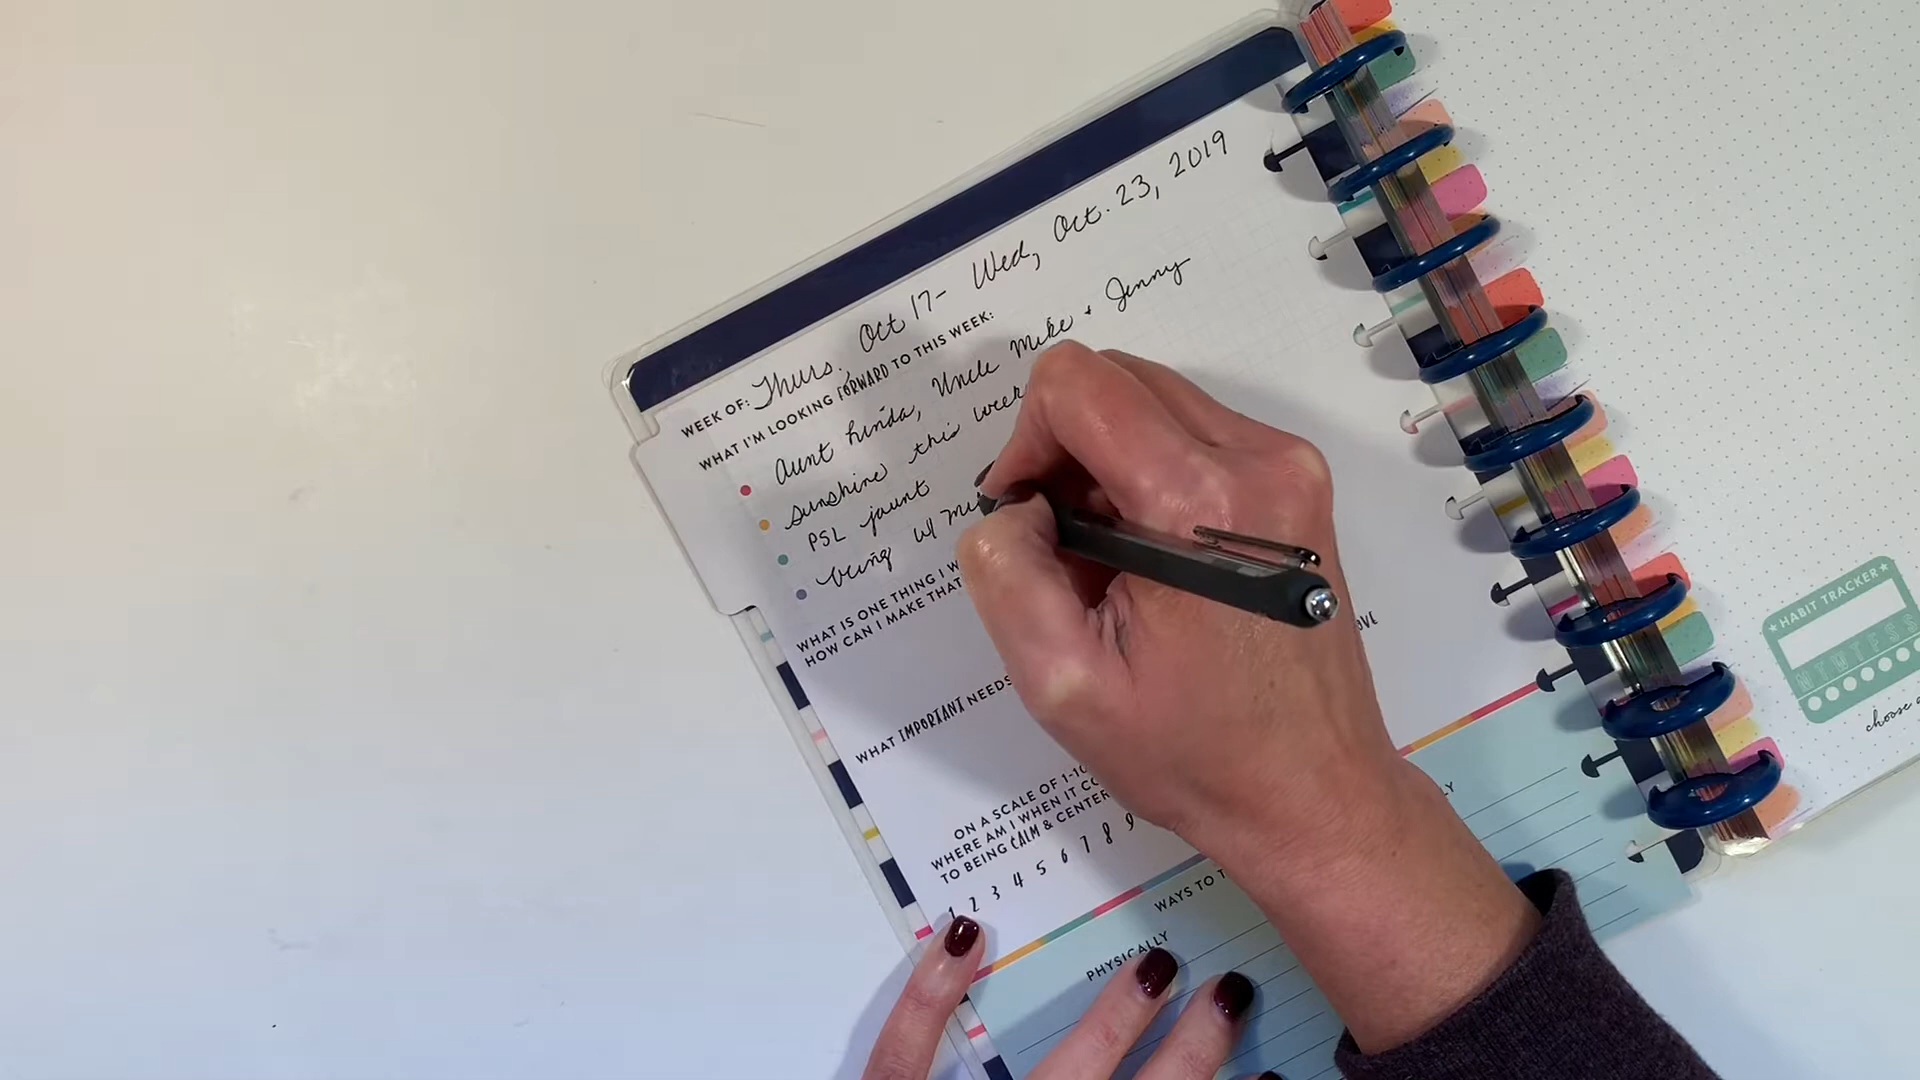 WEEK OF: Thurs. Oct 17- Wed, Oct. 23, 2019
WHAT I'M LOOKING FORWARD TO THIS WEEK:
Aunt Linda, Uncle Mike + Jenny
sunshine this week
PSL jaunt
being w/
WHAT IS ONE THING I
HOW CAN I MAKE THAT
WHAT IMPORTANT NEEDS
ON A SCALE OF 1-10
WHERE AM I WHEN IT
TO BEING CALM & CENTER
1 2 3 4 5 6 7 8 9
WAYS TO
PHYSICALLY
★HABIT TRACKER★
M T W T F S S
choose